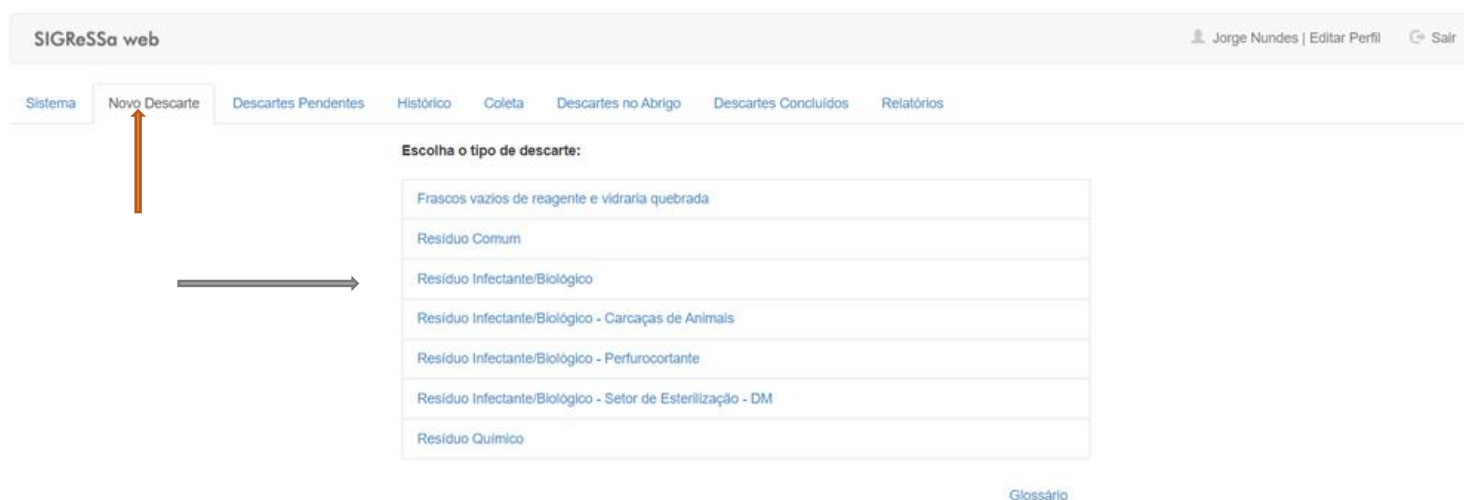 SIGReSSa web
Jorge Nundes | Editar Perfil
Sair
Sistema Novo Descarte Descartes Pendentes Histórico Coleta Descartes no Abrigo Descartes Concluídos Relatórios
Escolha o tipo de descarte:
Frascos vazios de reagente e vidraria quebrada
Resíduo Comum
Resíduo Infectante/Biológico
Resíduo Infectante/Biológico - Carcaças de Animais
Resíduo Infectante/Biológico - Perfurocortante
Resíduo Infectante/Biológico - Setor de Esterilização - DM
Resíduo Químico
Glossário